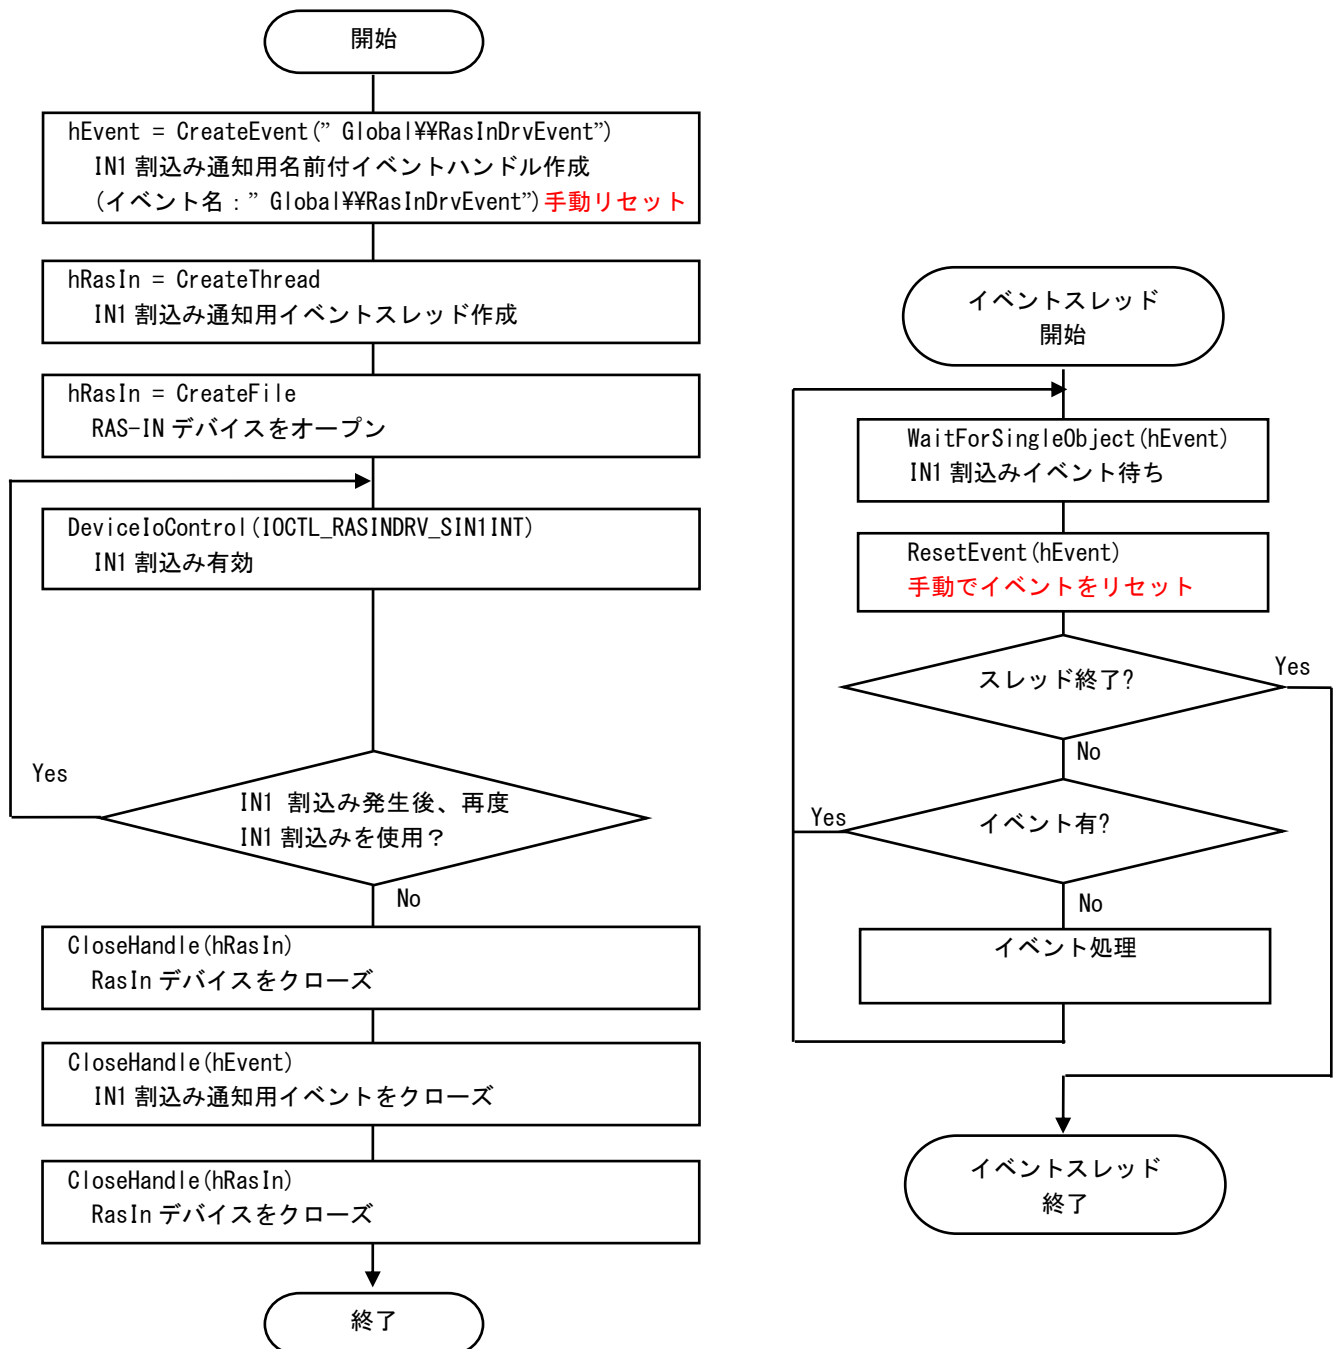 開始
hEvent = CreateEvent(” Global¥¥RasInDrvEvent”)
IN1 割込み通知用名前付イベントハンドル作成
(イベント名：” Global¥¥RasInDrvEvent”)手動リセット
hRasIn = CreateThread
IN1 割込み通知用イベントスレッド作成
hRasIn = CreateFile
RAS-IN デバイスをオープン
DeviceIoControl(IOCTL_RASINDRV_SIN1INT)
IN1 割込み有効
Yes
IN1 割込み発生後、再度
IN1 割込みを使用？
No
CloseHandle(hRasIn)
RasIn デバイスをクローズ
CloseHandle(hEvent)
IN1 割込み通知用イベントをクローズ
CloseHandle(hRasIn)
RasIn デバイスをクローズ
終了
イベントスレッド
開始
WaitForSingleObject(hEvent)
IN1 割込みイベント待ち
ResetEvent(hEvent)
手動でイベントをリセット
スレッド終了?
Yes
No
イベント有?
Yes
No
イベント処理
イベントスレッド
終了